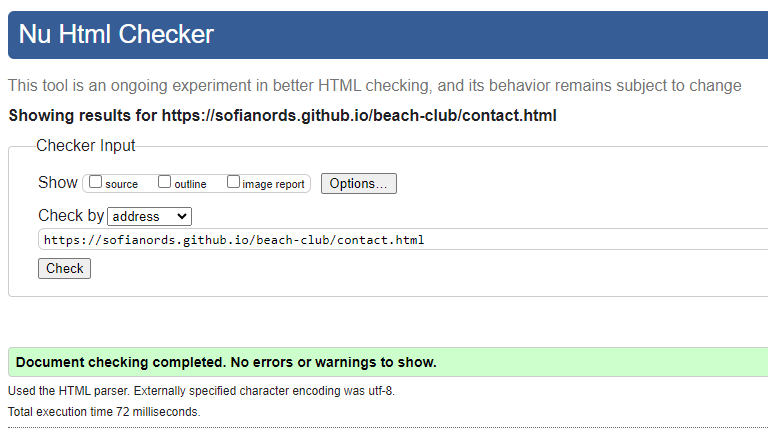 Nu Html Checker
This tool is an ongoing experiment in better HTML checking, and its behavior remains subject to change
Showing results for https://sofianords.github.io/beach-club/contact.html
Checker Input
Show source outline image report Options...
Check by address
https://sofianords.github.io/beach-club/contact.html
Check
Document checking completed. No errors or warnings to show.
Used the HTML parser. Externally specified character encoding was utf-8.
Total execution time 72 milliseconds.